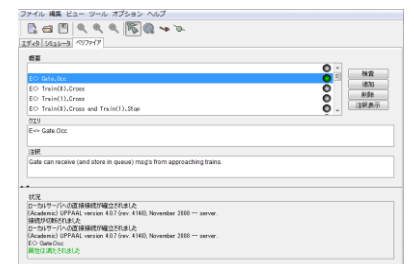 ファイル 編集 ビュー ツール オプション ヘルプ
エディタ シミュレータ ベリファイア
概要
E<> Gate.Occ
E<> Train(0).Cross
E<> Train(1).Cross
E<> Train(0).Cross and Train(1).Stop
検査
追加
削除
注釈表示
クエリ
E<> Gate.Occ
注釈
Gate can receive (and store in queue) msg's from approaching trains.
状況
ローカルサーバへの直接接続が確立されました
(Academic) UPPAAL version 4.0.7 (rev. 4140), November 2008 -- server.
接続が切断されました
ローカルサーバへの直接接続が確立されました
(Academic) UPPAAL version 4.0.7 (rev. 4140), November 2008 -- server.
E<> Gate.Occ
属性は満たされました